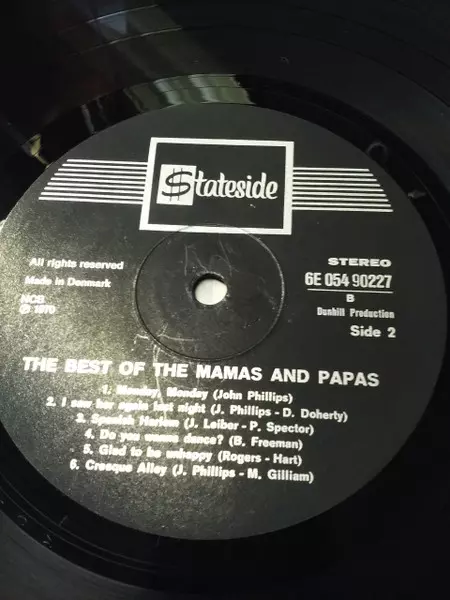 $tateside
All rights reserved
Made in Denmark
NCB
℗ 1970
STEREO
6E 054 90227
B
Dunhill Production
Side 2
THE BEST OF THE MAMAS AND PAPAS
1. Monday, Monday (John Phillips)
2. I saw her again last night (J. Phillips - D. Doherty)
3. Spanish Harlem (J. Leiber - P. Spector)
4. Do you wanna dance? (B. Freeman)
5. Glad to be unhappy (Rogers - Hart)
6. Creeque Alley (J. Phillips - M. Gilliam)